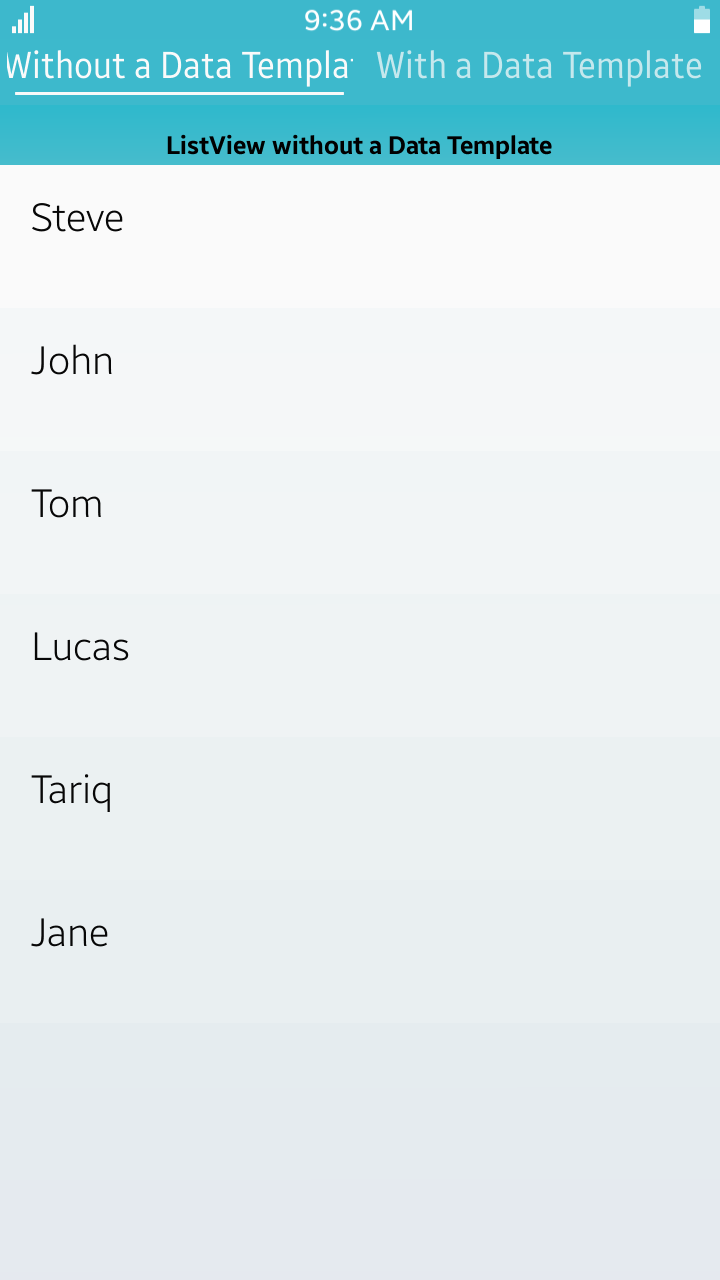 9:36 AM
Without a Data Templa
With a Data Template
ListView without a Data Template
Steve
John
Tom
Lucas
Tariq
Jane